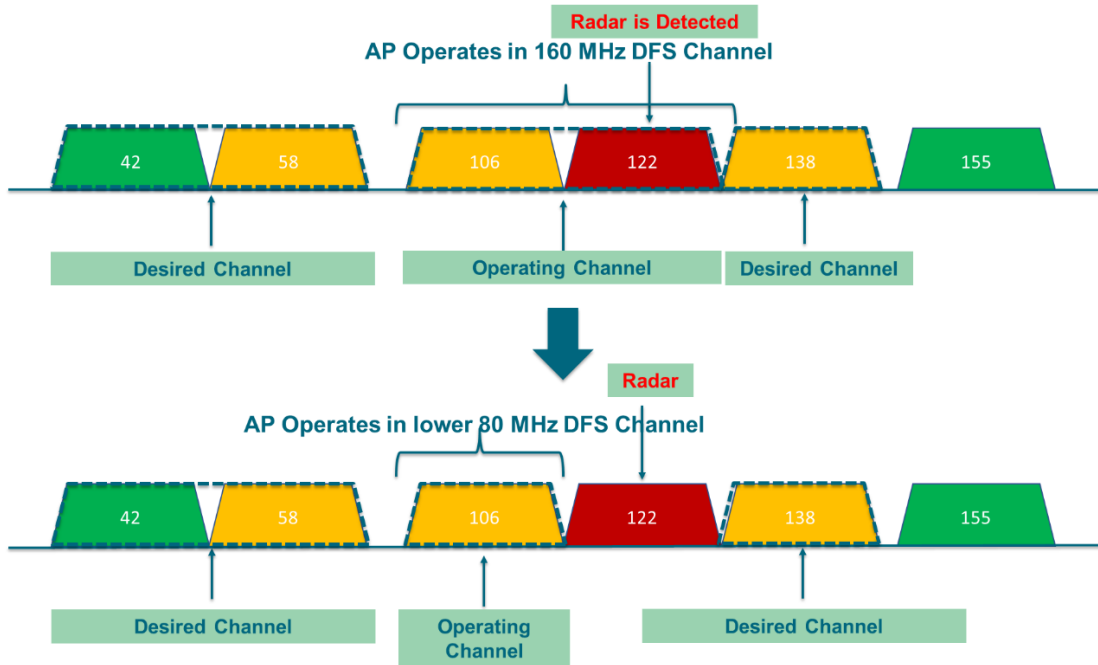 Radar is Detected
AP Operates in 160 MHz DFS Channel
42 58 106 122 138 155
Desired Channel Operating Channel Desired Channel
Radar
AP Operates in lower 80 MHz DFS Channel
42 58 106 122 138 155
Desired Channel Operating Desired Channel
Channel